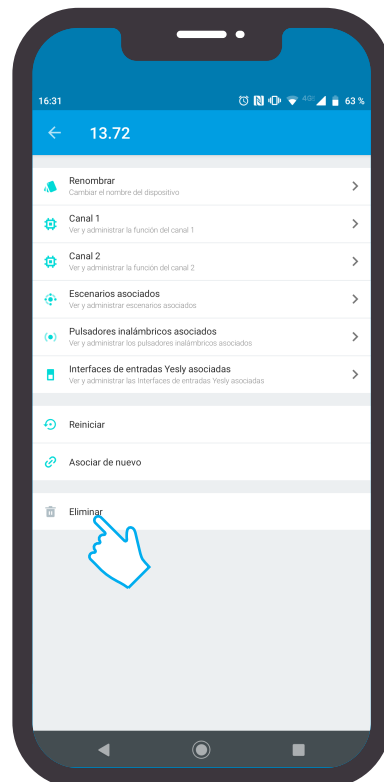 16:31
4G 63 %
13.72
Renombrar
Cambiar el nombre del dispositivo
Canal 1
Ver y administrar la función del canal 1
Canal 2
Ver y administrar la función del canal 2
Escenarios asociados
Ver y administrar escenarios asociados
Pulsadores inalámbricos asociados
Ver y administrar los pulsadores inalámbricos asociados
Interfaces de entradas Yesly asociadas
Ver y administrar las Interfaces de entradas Yesly asociadas
Reiniciar
Asociar de nuevo
Eliminar